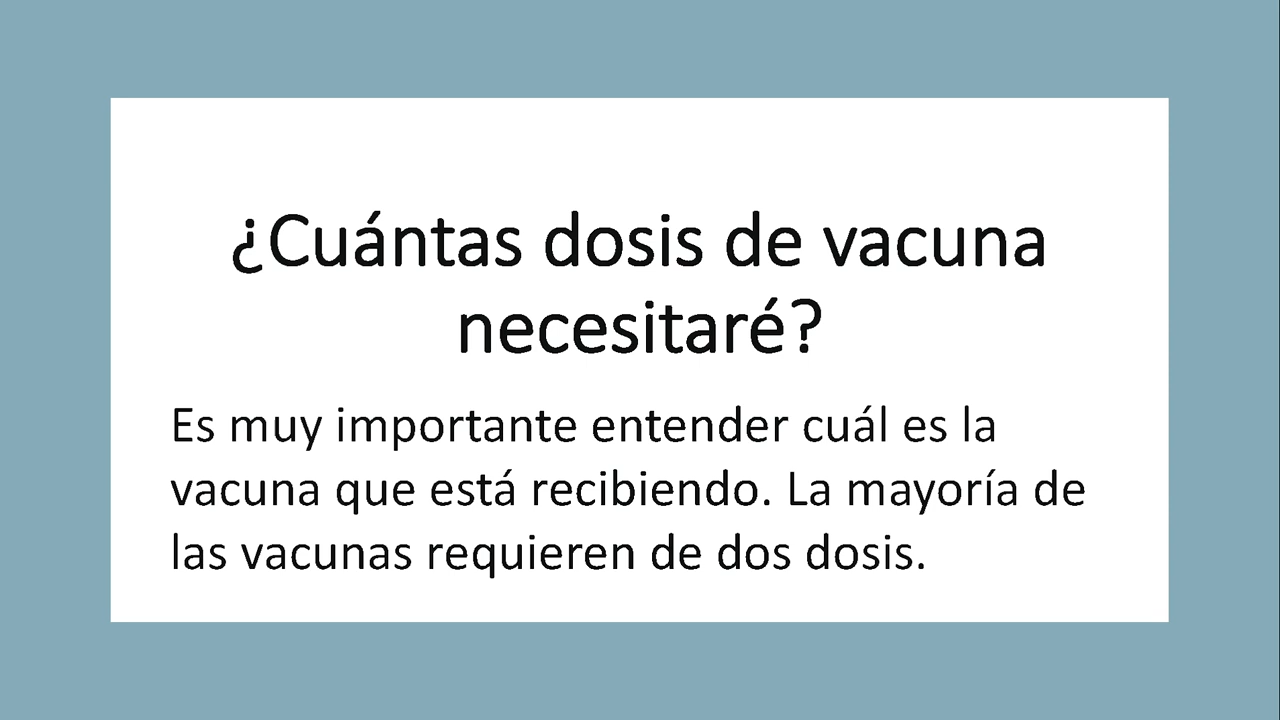 ¿Cuántas dosis de vacuna
necesitaré?
Es muy importante entender cuál es la
vacuna que está recibiendo. La mayoría de
las vacunas requieren de dos dosis.